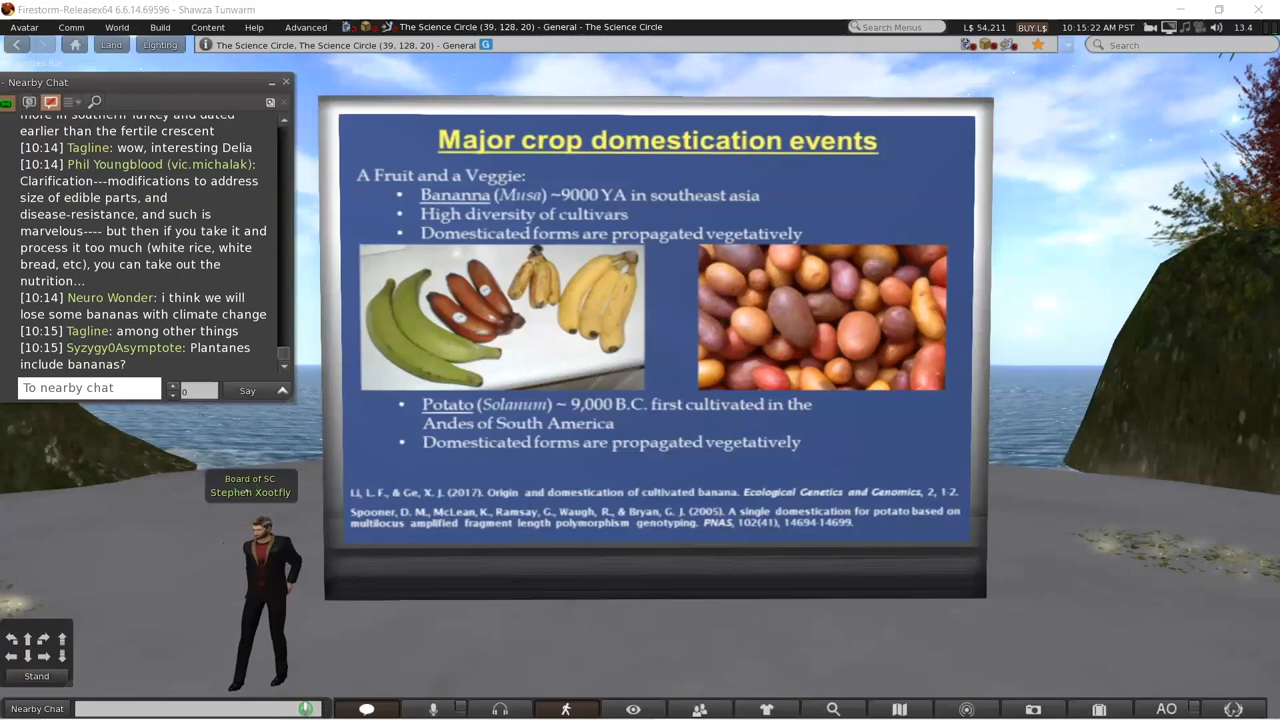 Firestorm-Releasex64 6.6.14.69596 - Shawza Tunwarm
Avatar Comm World Build Content Help Advanced The Science Circle (39, 128, 20) - General - The Science Circle Search Menus L$ 54,211 BUY L$ 10:15:22 AM PST 13.4
Land Lighting The Science Circle, The Science Circle (39, 128, 20) - General G Search
Nearby Chat
more in southern Turkey and dated
earlier than the fertile crescent
[10:14] Tagline: wow, interesting Delia
[10:14] Phil Youngblood (vic.michalak):
Clarification---modifications to address
size of edible parts, and
disease-resistance, and such is
marvelous---- but then if you take it and
process it too much (white rice, white
bread, etc), you can take out the
nutrition...
[10:14] Neuro Wonder: i think we will
lose some bananas with climate change
[10:15] Tagline: among other things
[10:15] Syzygy0Asymptote: Plantanes
include bananas?
To nearby chat
0
Say
Major crop domestication events
A Fruit and a Veggie:
• Bananna (Musa) ~9000 YA in southeast asia
• High diversity of cultivars
• Domesticated forms are propagated vegetatively
• Potato (Solanum) ~ 9,000 B.C. first cultivated in the
Andes of South America
• Domesticated forms are propagated vegetatively
Li, L. F., & Ge, X. J. (2017). Origin and domestication of cultivated banana. Ecological Genetics and Genomics, 2, 1-2.
Spooner, D. M., McLean, K., Ramsay, G., Waugh, R., & Bryan, G. J. (2005). A single domestication for potato based on
multilocus amplified fragment length polymorphism genotyping. PNAS, 102(41), 14694-14699.
Board of SC
Stephen Xootfly
Stand
Nearby Chat
AO